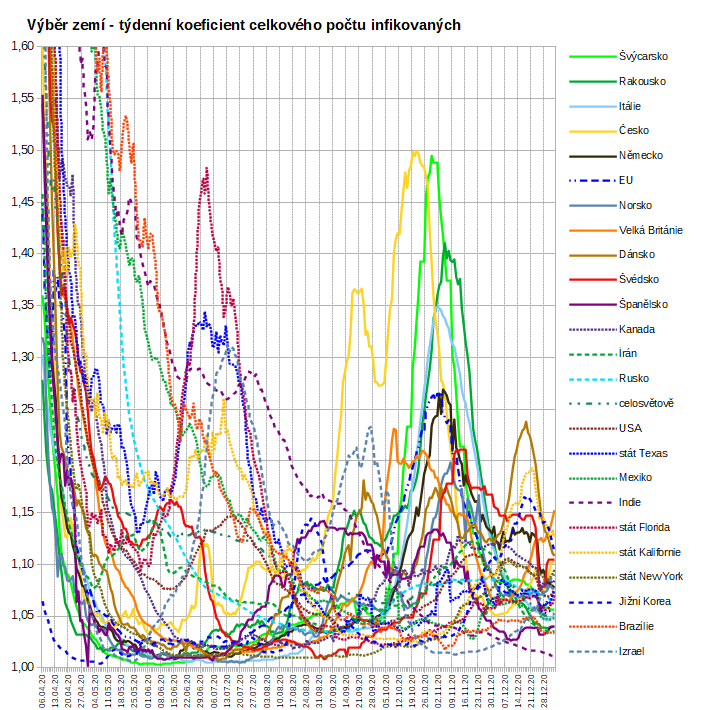 Výběr zemí - týdenní koeficient celkového počtu infikovaných
1,60
1,55
1,50
1,45
1,40
1,35
1,30
1,25
1,20
1,15
1,10
1,05
1,00
06.04.20
13.04.20
20.04.20
27.04.20
04.05.20
11.05.20
18.05.20
25.05.20
01.06.20
08.06.20
15.06.20
22.06.20
29.06.20
06.07.20
13.07.20
20.07.20
27.07.20
03.08.20
10.08.20
17.08.20
24.08.20
31.08.20
07.09.20
14.09.20
21.09.20
28.09.20
05.10.20
12.10.20
19.10.20
26.10.20
02.11.20
09.11.20
16.11.20
23.11.20
30.11.20
07.12.20
14.12.20
21.12.20
28.12.20
Švýcarsko
Rakousko
Itálie
Česko
Německo
EU
Norsko
Velká Británie
Dánsko
Švédsko
Španělsko
Kanada
Írán
Rusko
celosvětově
USA
stát Texas
Mexiko
Indie
stát Florida
stát Kalifornie
stát NewYork
Jižní Korea
Brazílie
Izrael